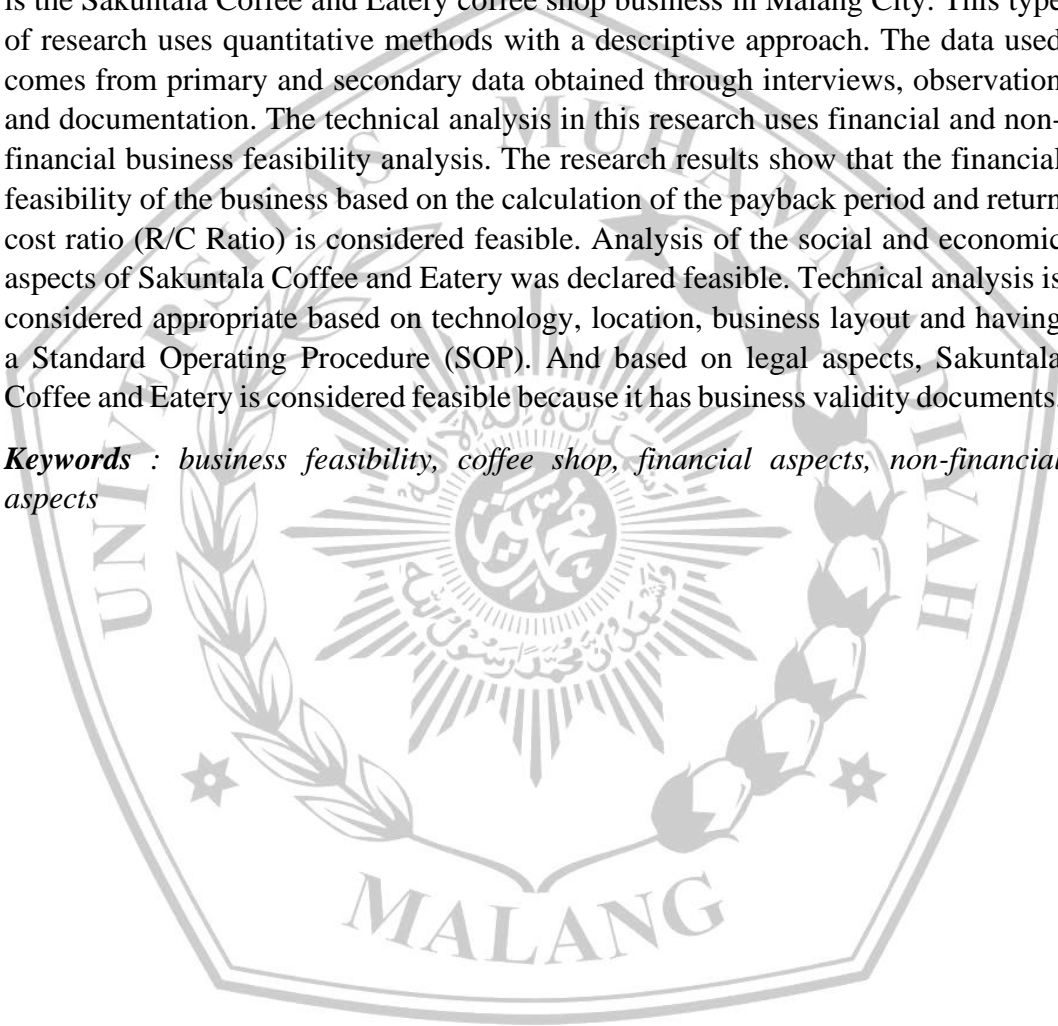 is the Sakuntala Coffee and Eatery coffee shop business in Malang City. This type
of research uses quantitative methods with a descriptive approach. The data used
comes from primary and secondary data obtained through interviews, observation
and documentation. The technical analysis in this research uses financial and non-
financial business feasibility analysis. The research results show that the financial
feasibility of the business based on the calculation of the payback period and return
cost ratio (R/C Ratio) is considered feasible. Analysis of the social and economic
aspects of Sakuntala Coffee and Eatery was declared feasible. Technical analysis is
considered appropriate based on technology, location, business layout and having
a Standard Operating Procedure (SOP). And based on legal aspects, Sakuntala
Coffee and Eatery is considered feasible because it has business validity documents.
Keywords : business feasibility, coffee shop, financial aspects, non-financial
aspects
UNIVERSITAS MUHAMMADIYAH
MALANG